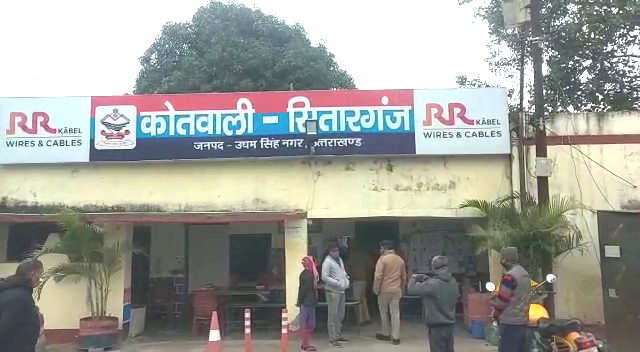 RR KABEL
WIRES & CABLES
कोतवाली - सितारगंज
जनपद - उधम सिंह नगर, उत्तराखण्ड
RR KABEL
WIRES & CABLES